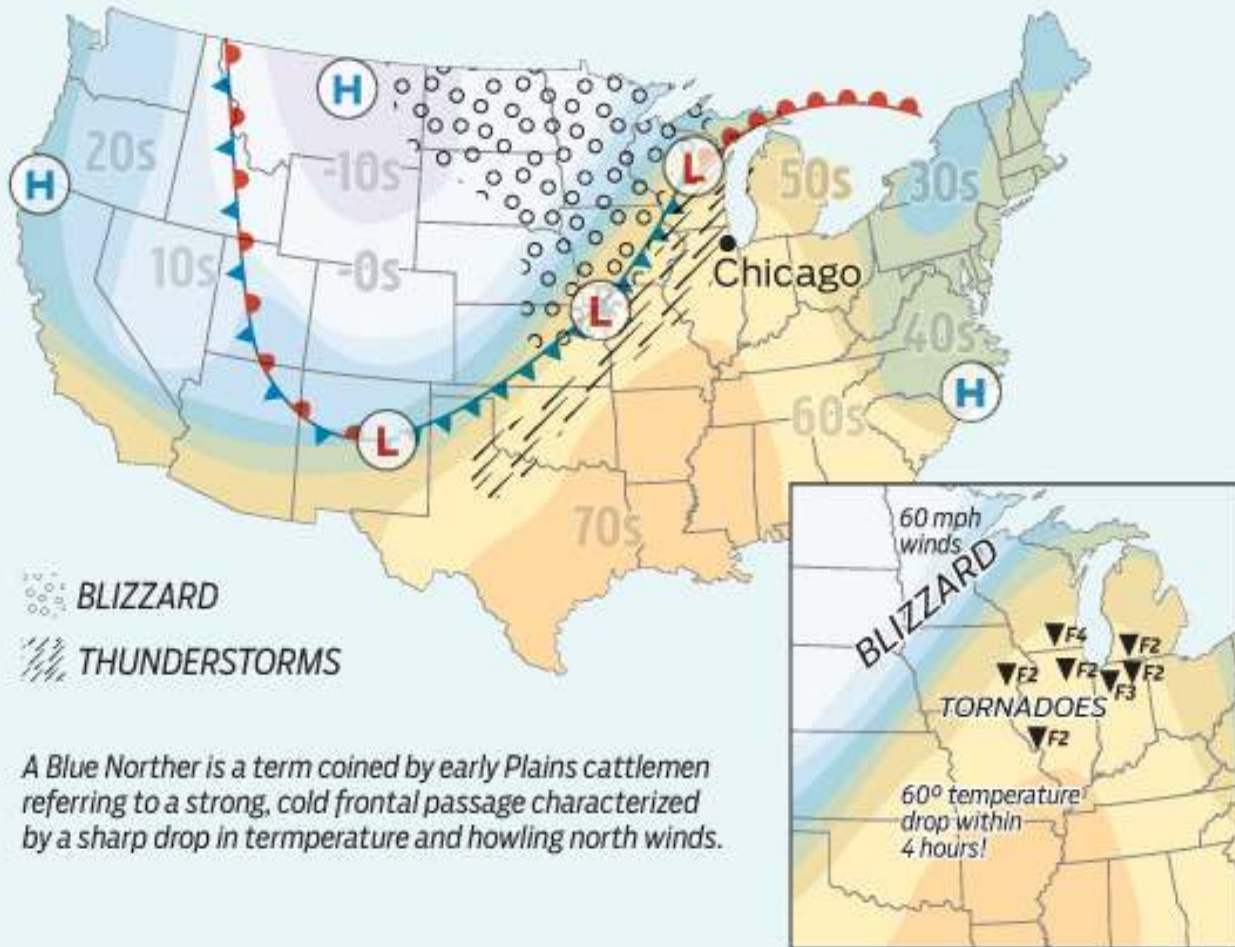 H
20s
-10s
50s
30s
H
L
10s
-0s
Chicago
L
40s
H
60s
L
70s
BLIZZARD
THUNDERSTORMS
A Blue Norther is a term coined by early Plains cattlemen
referring to a strong, cold frontal passage characterized
by a sharp drop in termperature and howling north winds.
60 mph
winds
BLIZZARD
F4
F2
F2
F2
F2
F3
TORNADOES
F2
60º temperature
drop within
4 hours!